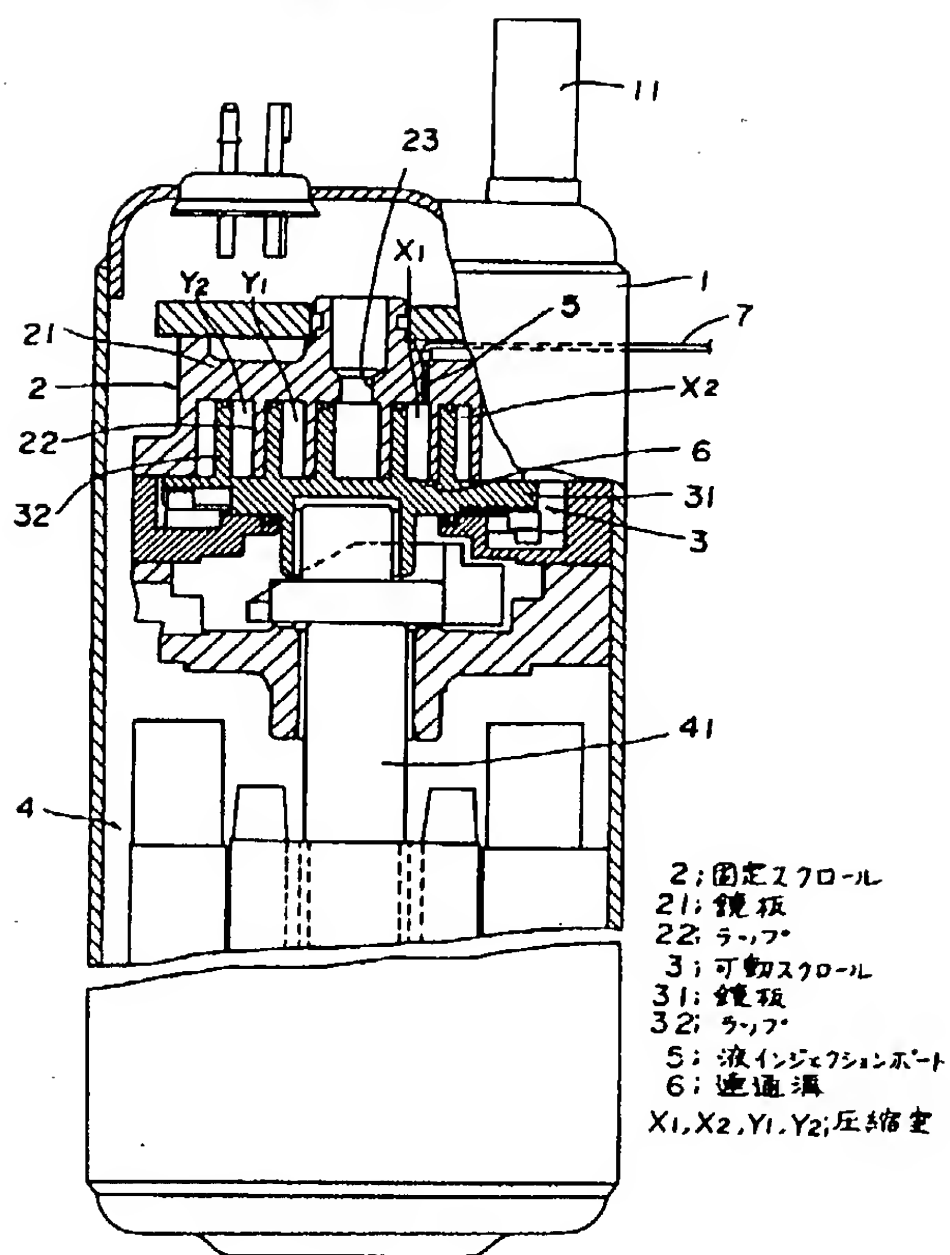 11
23
X1
Y2
Y1
1
5
7
21
2
X2
22
6
32
31
3
41
4
2; 固定スクロール
21; 鏡板
22; ラップ
3; 可動スクロール
31; 鏡板
32; ラップ
5; 液インジェクションポート
6; 連通溝
X1, X2, Y1, Y2; 圧縮室